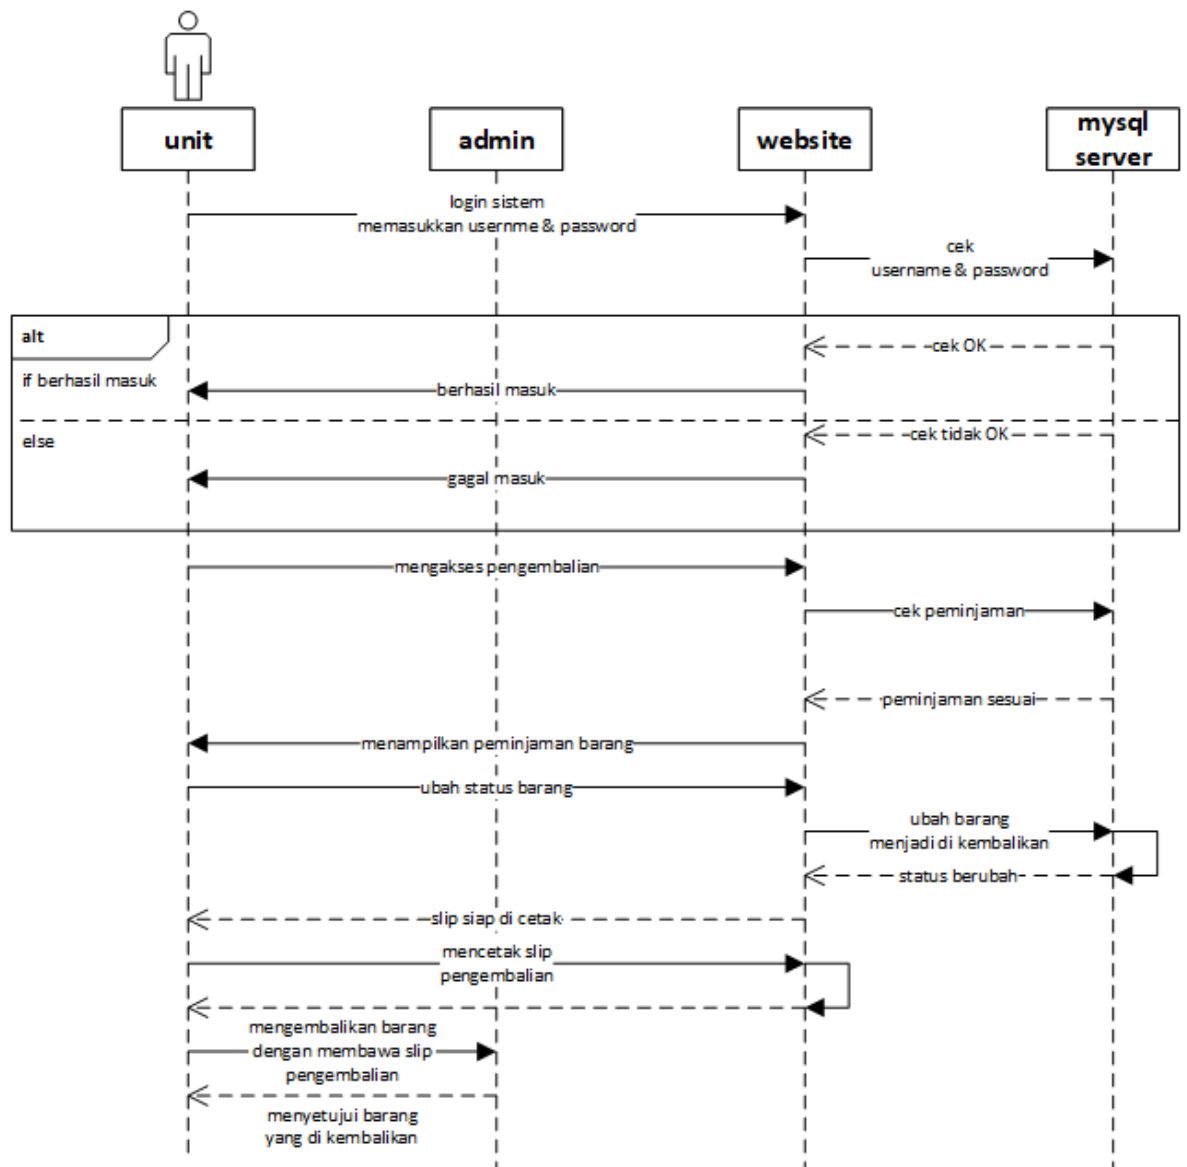 unit
admin
website
mysql
server
login sistem
memasukkan usernme & password
cek
username & password
alt
cek OK
if berhasil masuk
berhasil masuk
else
cek tidak OK
gagal masuk
mengakses pengembalian
cek peminjaman
peminjaman sesuai
menampilkan peminjaman barang
ubah status barang
ubah barang
menjadi di kembalikan
status berubah
slip siap di cetak
mencetak slip
pengembalian
mengembalikan barang
dengan membawa slip
pengembalian
menyetujui barang
yang di kembalikan